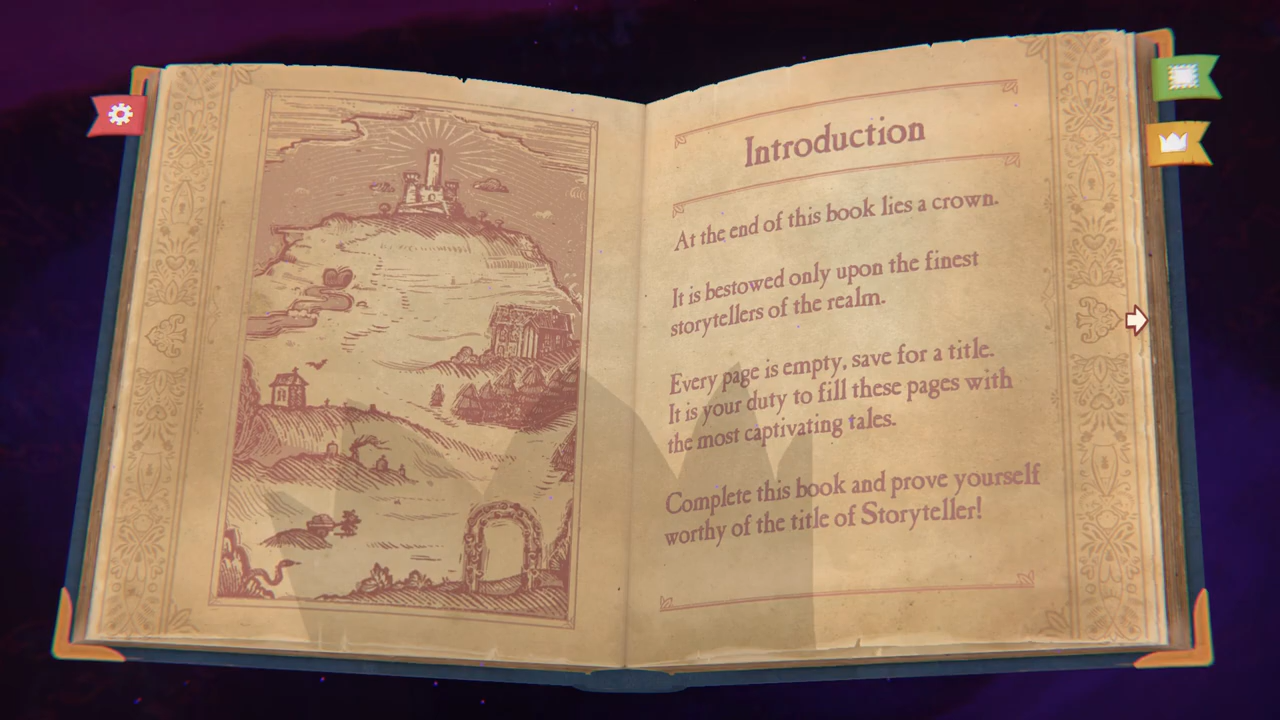 Introduction
At the end of this book lies a crown.
It is bestowed only upon the finest
storytellers of the realm.
Every page is empty, save for a title.
It is your duty to fill these pages with
the most captivating tales.
Complete this book and prove yourself
worthy of the title of Storyteller!